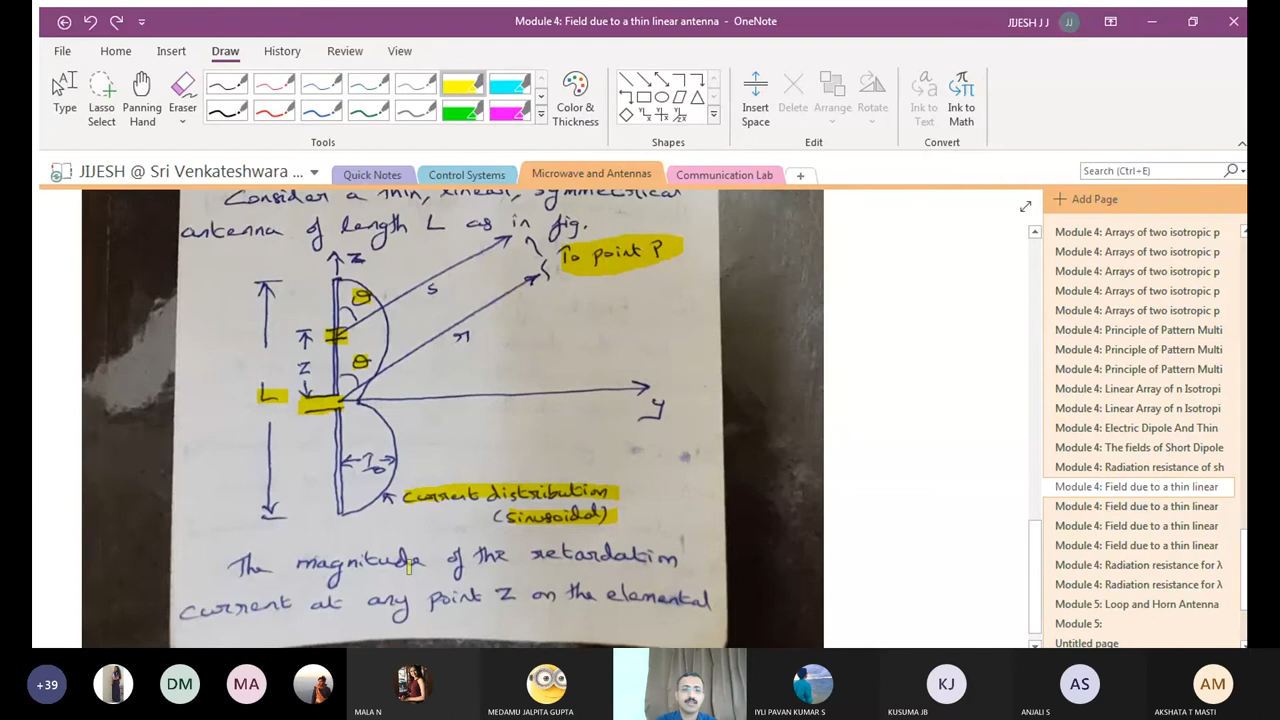 Module 4: Field due to a thin linear antenna - OneNote
JIJESH J J
JJ
File
Home
Insert
Draw
History
Review
View
Type
Lasso Select
Panning Hand
Eraser
Color & Thickness
Insert Space
Delete
Arrange
Rotate
Ink to Text
Ink to Math
Tools
Shapes
Edit
Convert
JIJESH @ Sri Venkateshwara ...
Quick Notes
Control Systems
Microwave and Antennas
Communication Lab
Search (Ctrl+E)
Consider a thin, linear, symmetrical
antenna of length L as in fig.
z
To point P
θ
s
z
θ
r
L
y
I0
Current distribution
(sinusoidal)
The magnitude of the retardation
current at any point Z on the elemental
Add Page
Module 4: Arrays of two isotropic p
Module 4: Arrays of two isotropic p
Module 4: Arrays of two isotropic p
Module 4: Arrays of two isotropic p
Module 4: Arrays of two isotropic p
Module 4: Principle of Pattern Multi
Module 4: Principle of Pattern Multi
Module 4: Principle of Pattern Multi
Module 4: Linear Array of n Isotropi
Module 4: Linear Array of n Isotropi
Module 4: Electric Dipole And Thin
Module 4: The fields of Short Dipole
Module 4: Radiation resistance of sh
Module 4: Field due to a thin linear
Module 4: Field due to a thin linear
Module 4: Field due to a thin linear
Module 4: Field due to a thin linear
Module 4: Radiation resistance for λ
Module 4: Radiation resistance for λ
Module 5: Loop and Horn Antenna
Module 5:
Untitled page
+39
DM
MA
MALA N
MEDAMU JALPITA GUPTA
IYLI PAVAN KUMAR S
KJ
KUSUMA JB
AS
ANJALI S
AM
AKSHATA T MASTI